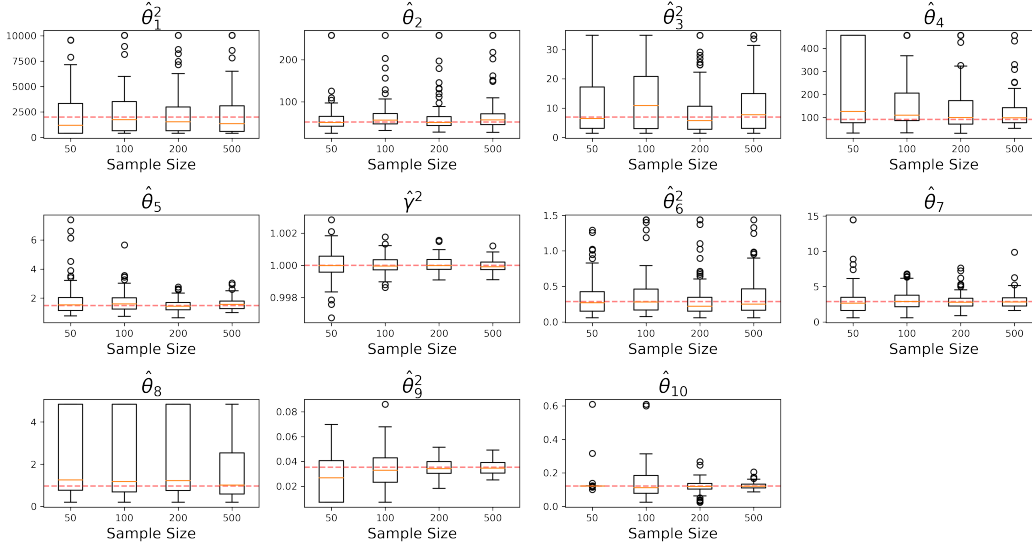 θ̂₁² θ̂₂ θ̂₃² θ̂₄
10000 7500 5000 2500 0
200 100
30 20 10 0
400 300 200 100
50 100 200 500 50 100 200 500 50 100 200 500 50 100 200 500
Sample Size Sample Size Sample Size Sample Size
θ̂₅ γ̂² θ̂₆² θ̂₇
6 4 2
1.002 1.000 0.998
1.5 1.0 0.5 0.0
15 10 5 0
50 100 200 500 50 100 200 500 50 100 200 500 50 100 200 500
Sample Size Sample Size Sample Size Sample Size
θ̂₈ θ̂₉² θ̂₁₀
4 2 0
0.08 0.06 0.04 0.02
0.6 0.4 0.2 0.0
50 100 200 500 50 100 200 500 50 100 200 500
Sample Size Sample Size Sample Size